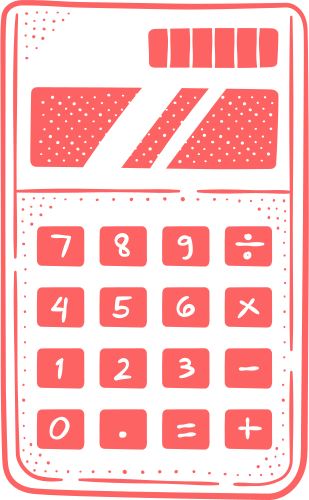 7 8 9 ÷
4 5 6 ×
1 2 3 −
0 . = +